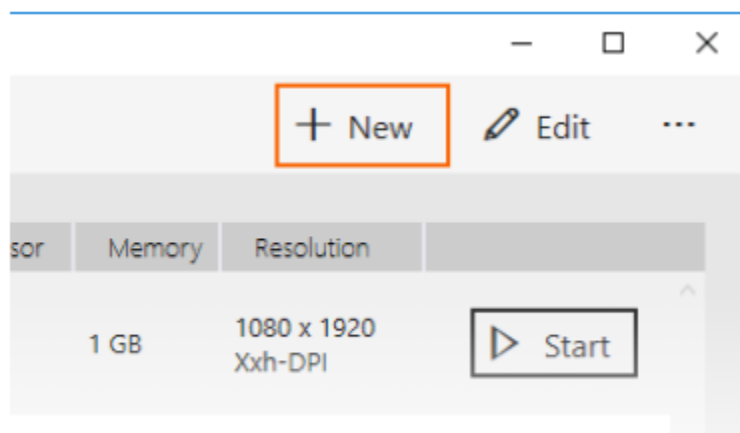 New Edit ...
sor Memory Resolution
1 GB 1080 x 1920 Start
Xxh-DPI